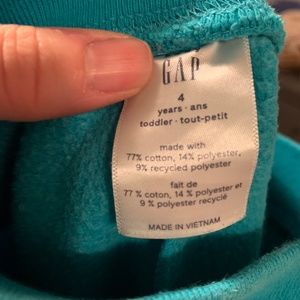 GAP
4
years · ans
toddler · tout-petit
made with
77% cotton, 14% polyester,
9% recycled polyester
fait de
77 % cotton, 14 % polyester et
9 % polyester recyclé
MADE IN VIETNAM